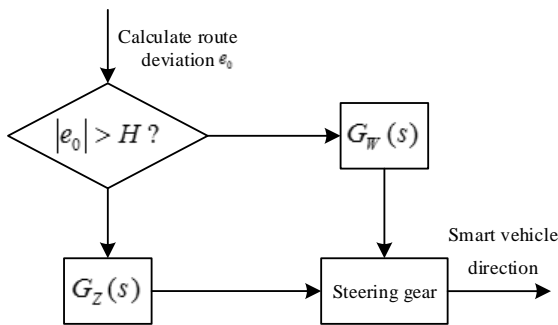 Calculate route
deviation e₀
|e₀| > H ?
G_W(s)
Smart vehicle
direction
G_Z(s)
Steering gear